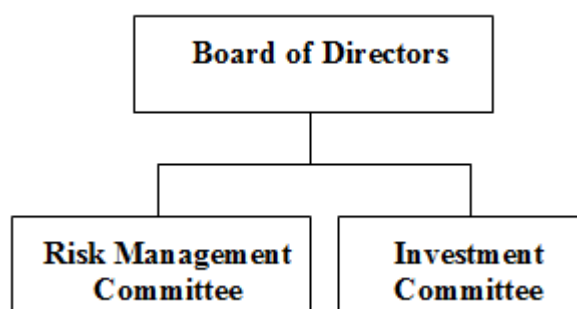 Board of Directors
Risk Management
Committee
Investment
Committee